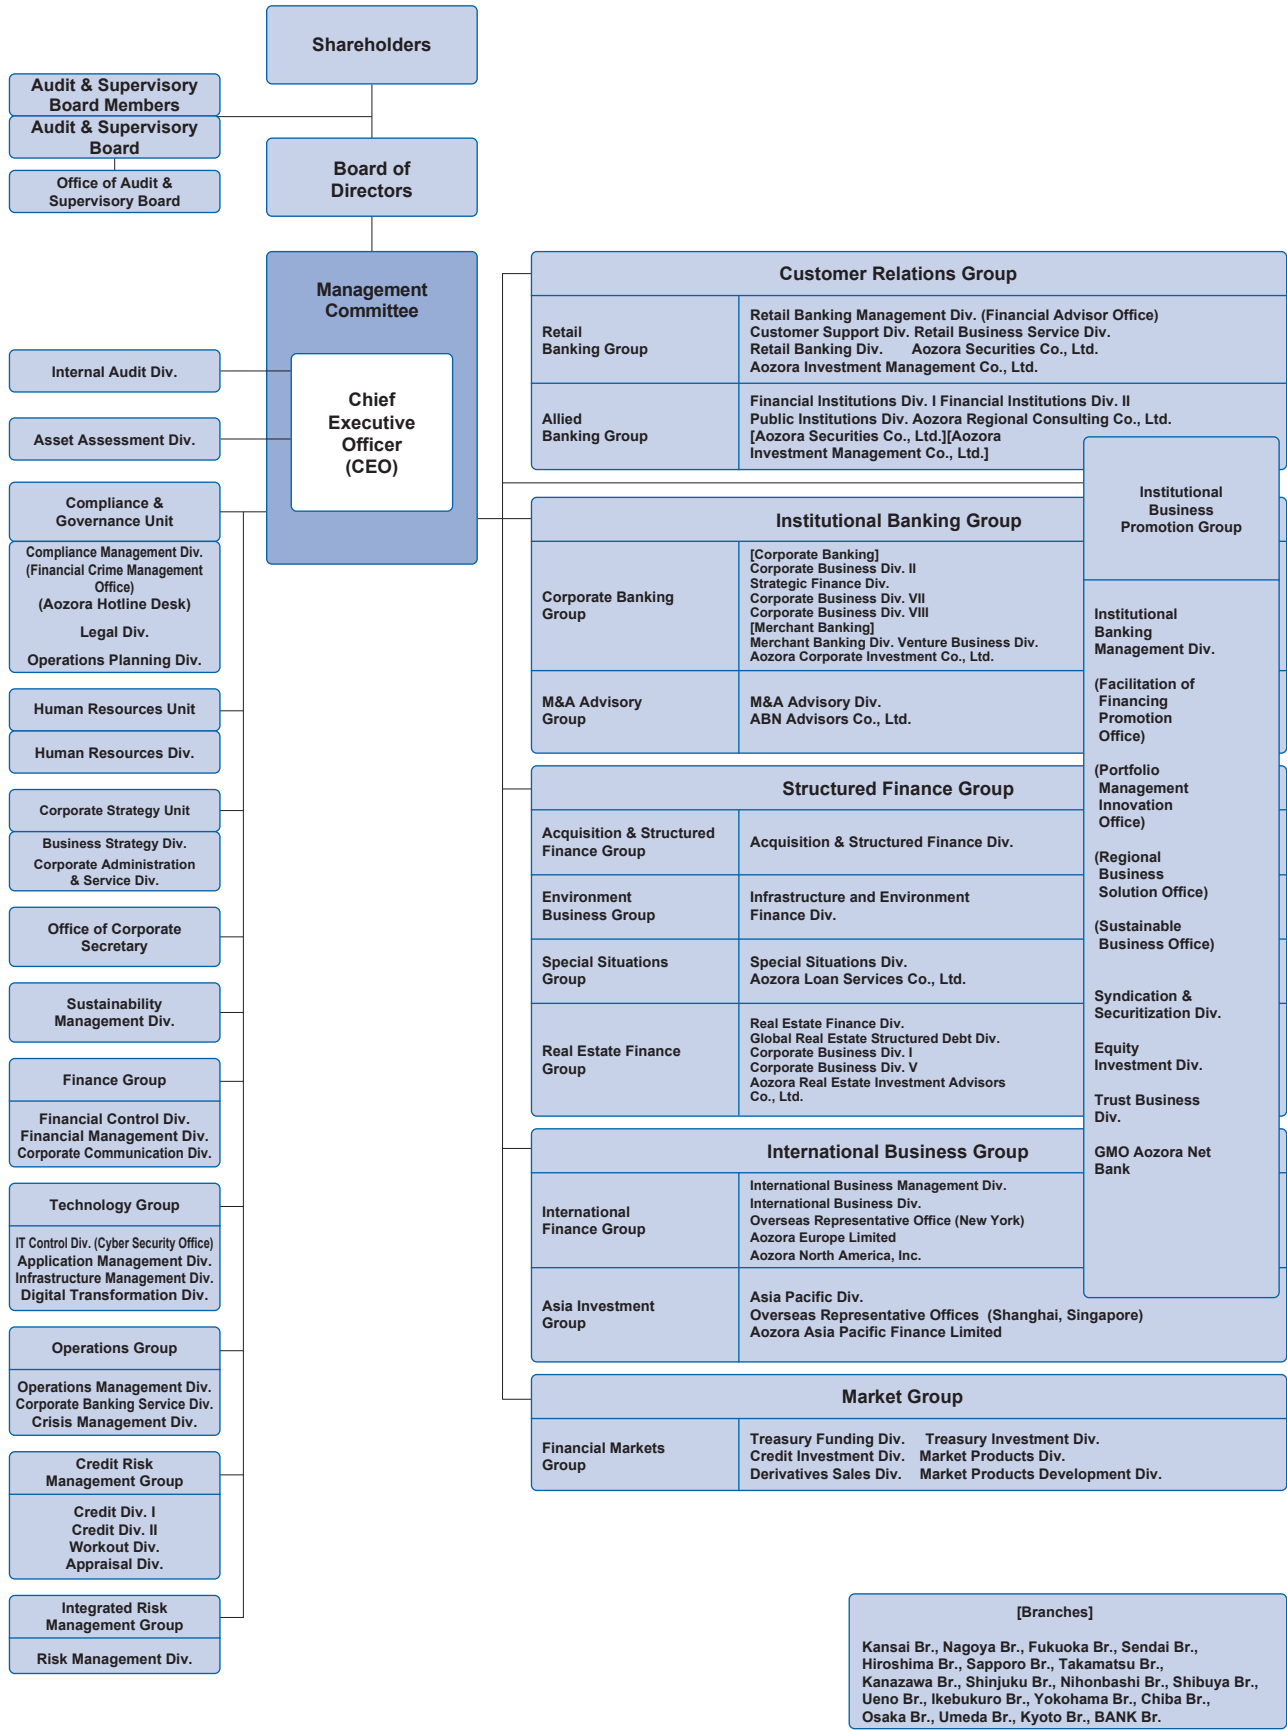 Shareholders
Audit & Supervisory
Board Members
Audit & Supervisory
Board
Office of Audit &
Supervisory Board
Board of
Directors
Management
Committee
Chief
Executive
Officer
(CEO)
Internal Audit Div.
Asset Assessment Div.
Compliance &
Governance Unit
Compliance Management Div.
(Financial Crime Management
Office)
(Aozora Hotline Desk)
Legal Div.
Operations Planning Div.
Human Resources Unit
Human Resources Div.
Corporate Strategy Unit
Business Strategy Div.
Corporate Administration
& Service Div.
Office of Corporate
Secretary
Sustainability
Management Div.
Finance Group
Financial Control Div.
Financial Management Div.
Corporate Communication Div.
Technology Group
IT Control Div. (Cyber Security Office)
Application Management Div.
Infrastructure Management Div.
Digital Transformation Div.
Operations Group
Operations Management Div.
Corporate Banking Service Div.
Crisis Management Div.
Credit Risk
Management Group
Credit Div. I
Credit Div. II
Workout Div.
Appraisal Div.
Integrated Risk
Management Group
Risk Management Div.
Customer Relations Group
Retail
Banking Group
Retail Banking Management Div. (Financial Advisor Office)
Customer Support Div. Retail Business Service Div.
Retail Banking Div. Aozora Securities Co., Ltd.
Aozora Investment Management Co., Ltd.
Allied
Banking Group
Financial Institutions Div. I Financial Institutions Div. II
Public Institutions Div. Aozora Regional Consulting Co., Ltd.
[Aozora Securities Co., Ltd.][Aozora
Investment Management Co., Ltd.]
Institutional Banking Group
Corporate Banking
Group
[Corporate Banking]
Corporate Business Div. II
Strategic Finance Div.
Corporate Business Div. VII
Corporate Business Div. VIII
[Merchant Banking]
Merchant Banking Div. Venture Business Div.
Aozora Corporate Investment Co., Ltd.
M&A Advisory
Group
M&A Advisory Div.
ABN Advisors Co., Ltd.
Structured Finance Group
Acquisition & Structured
Finance Group
Acquisition & Structured Finance Div.
Environment
Business Group
Infrastructure and Environment
Finance Div.
Special Situations
Group
Special Situations Div.
Aozora Loan Services Co., Ltd.
Real Estate Finance
Group
Real Estate Finance Div.
Global Real Estate Structured Debt Div.
Corporate Business Div. I
Corporate Business Div. V
Aozora Real Estate Investment Advisors
Co., Ltd.
International Business Group
International
Finance Group
International Business Management Div.
International Business Div.
Overseas Representative Office (New York)
Aozora Europe Limited
Aozora North America, Inc.
Asia Investment
Group
Asia Pacific Div.
Overseas Representative Offices (Shanghai, Singapore)
Aozora Asia Pacific Finance Limited
Market Group
Financial Markets
Group
Treasury Funding Div. Treasury Investment Div.
Credit Investment Div. Market Products Div.
Derivatives Sales Div. Market Products Development Div.
Institutional
Business
Promotion Group
Institutional
Banking
Management Div.
(Facilitation of
Financing
Promotion
Office)
(Portfolio
Management
Innovation
Office)
(Regional
Business
Solution Office)
(Sustainable
Business Office)
Syndication &
Securitization Div.
Equity
Investment Div.
Trust Business
Div.
GMO Aozora Net
Bank
[Branches]
Kansai Br., Nagoya Br., Fukuoka Br., Sendai Br.,
Hiroshima Br., Sapporo Br., Takamatsu Br.,
Kanazawa Br., Shinjuku Br., Nihonbashi Br., Shibuya Br.,
Ueno Br., Ikebukuro Br., Yokohama Br., Chiba Br.,
Osaka Br., Umeda Br., Kyoto Br., BANK Br.